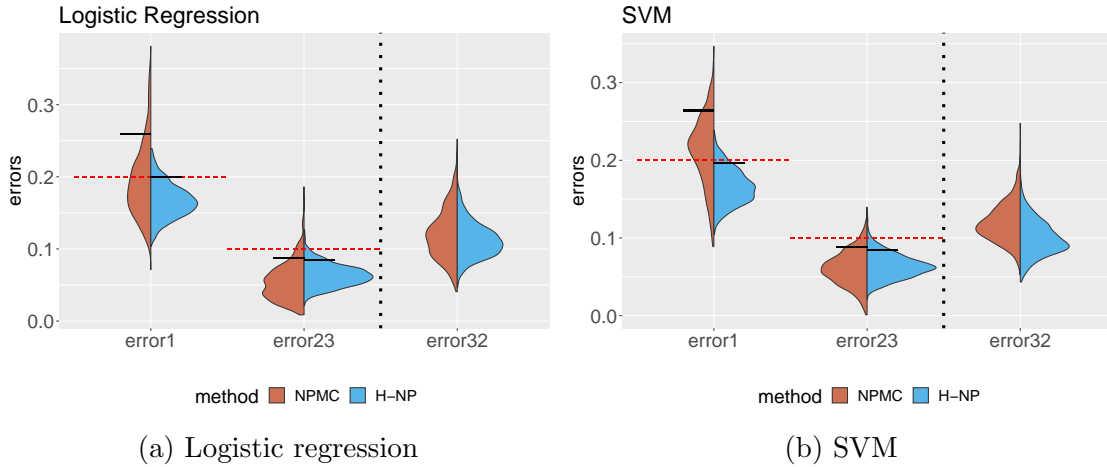 Logistic Regression
errors
0.3
0.2
0.1
0.0
error1 error23 error32
method NPMC H−NP
(a) Logistic regression
SVM
errors
0.3
0.2
0.1
0.0
error1 error23 error32
method NPMC H−NP
(b) SVM